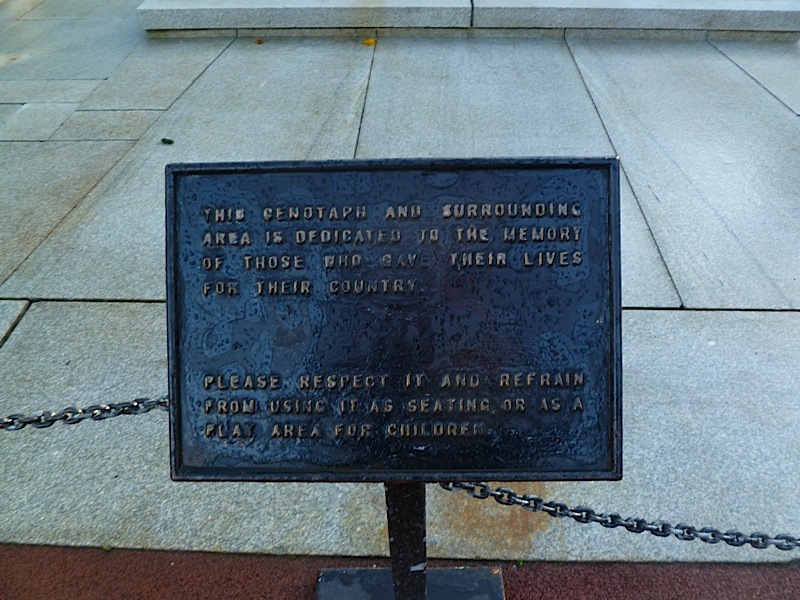 THIS CENOTAPH AND SURROUNDING
AREA IS DEDICATED TO THE MEMORY
OF THOSE WHO GAVE THEIR LIVES
FOR THEIR COUNTRY.
PLEASE RESPECT IT AND REFRAIN
FROM USING IT AS SEATING OR AS A
PLAY AREA FOR CHILDREN.